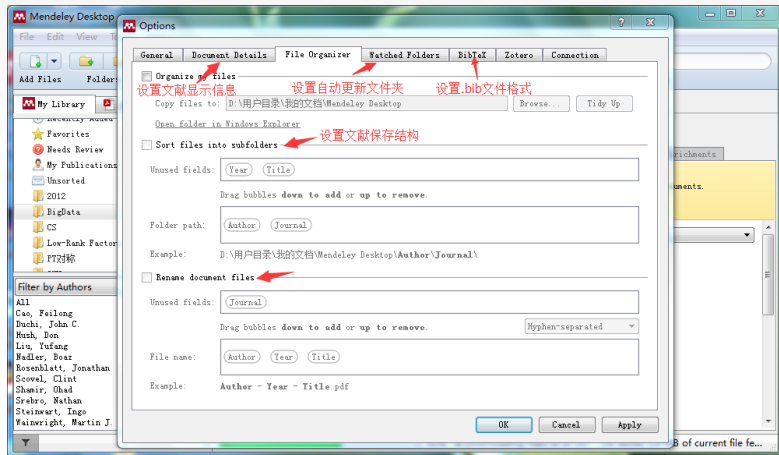 Mendeley Desktop
Options
File Edit View
General Document Details File Organizer Watched Folders BibTeX Zotero Connection
Add Files Folders
Organize my files
设置文献显示信息 设置自动更新文件夹 设置.bib文件格式
Copy files to: D:\用户目录\我的文档\Mendeley Desktop Browse... Tidy Up
Open folder in Windows Explorer
设置文献保存结构
Sort files into subfolders
Unused fields: Year Title
Drag bubbles down to add or up to remove.
Folder path: Author Journal
Example: D:\用户目录\我的文档\Mendeley Desktop\Author\Journal\
Rename document files
Unused fields: Journal
Drag bubbles down to add or up to remove. Hyphen-separated
File name: Author Year Title
Example: Author - Year - Title.pdf
OK Cancel Apply
My Library
Recently Added
Favorites
Needs Review
My Publications
Unsorted
2012
BigData
CS
Low-Rank Factor
PT对称
Filter by Authors
All
Cao, Feilong
Duchi, John C.
Hush, Don
Liu, Yufang
Nadler, Boaz
Rosenblatt, Jonathan
Scovel, Clint
Shamir, Ohad
Srebro, Nathan
Steinwart, Ingo
Wainwright, Martin J.
richments
uments.
B of current file fe...